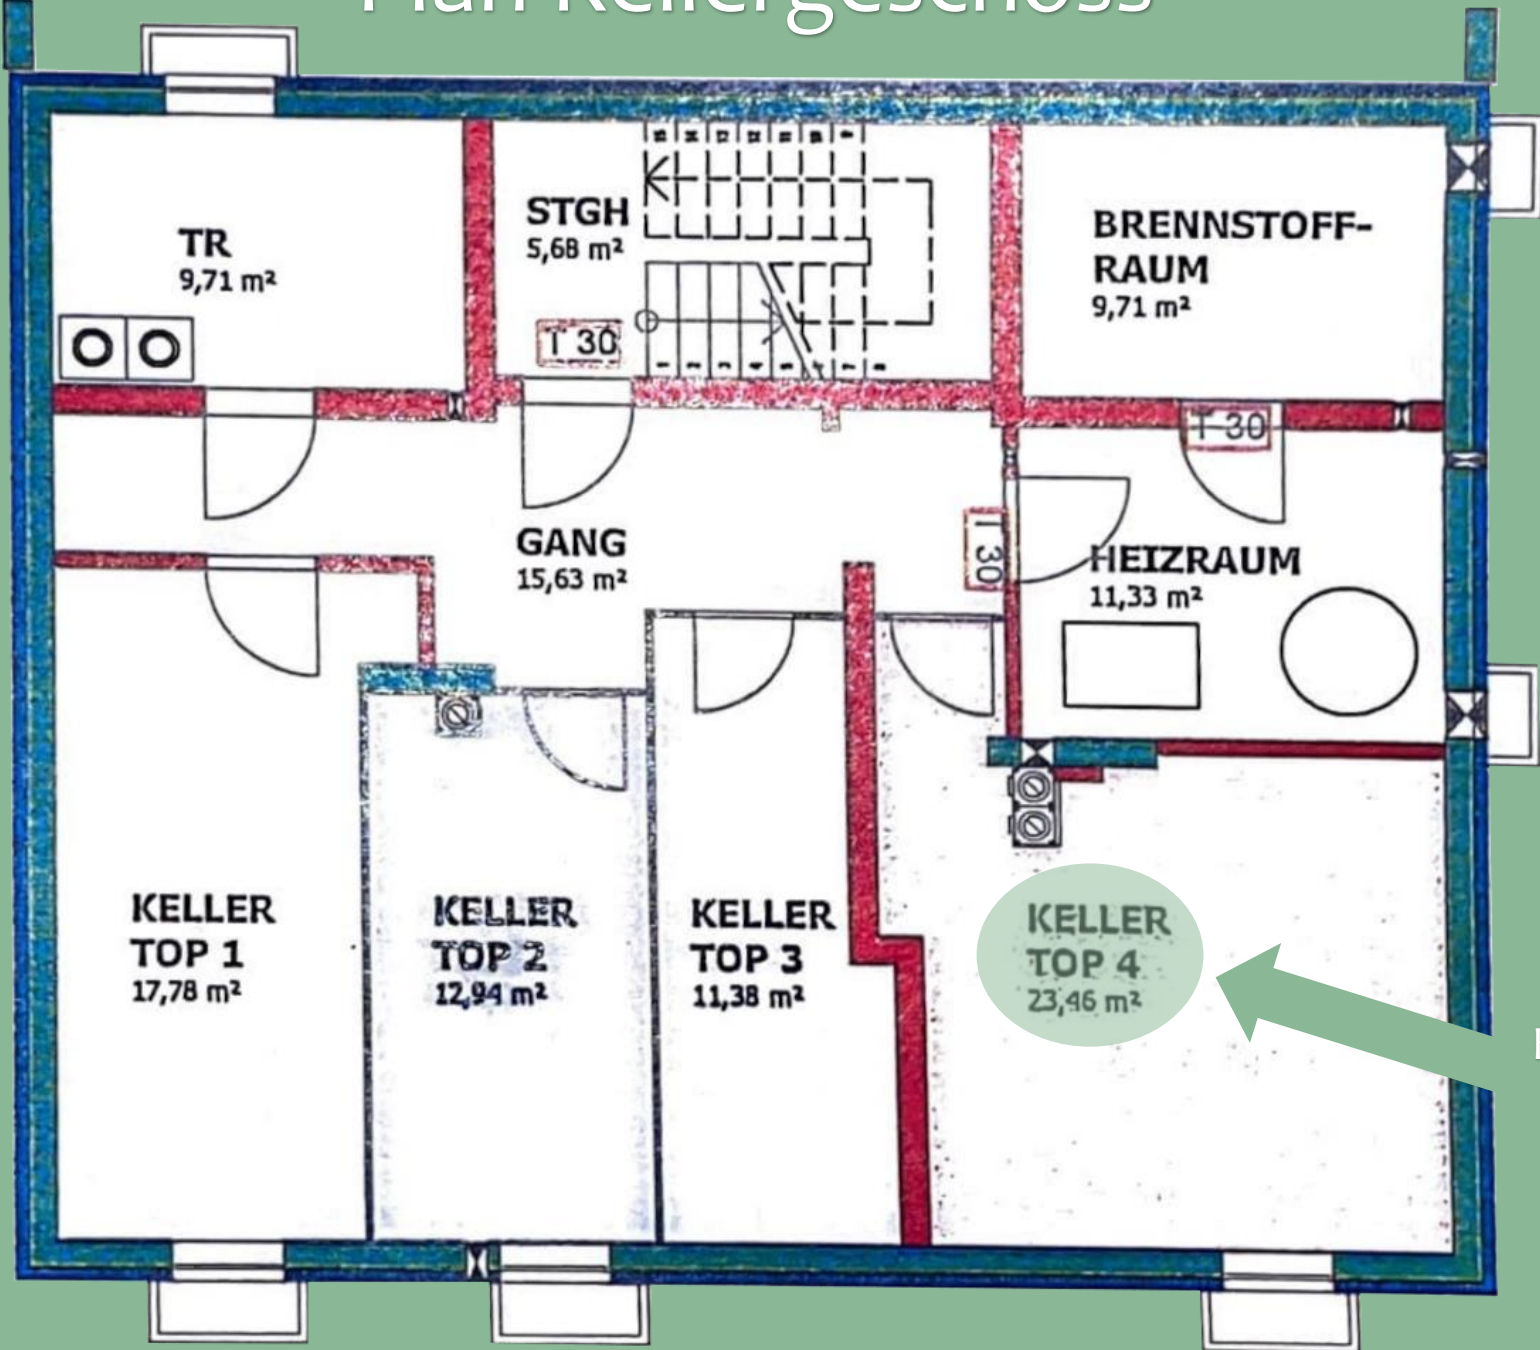 Plan Kellergeschoss
TR
9,71 m²
STGH
5,68 m²
T 30
BRENNSTOFF-
RAUM
9,71 m²
T 30
GANG
15,63 m²
T 30
HEIZRAUM
11,33 m²
KELLER
TOP 1
17,78 m²
KELLER
TOP 2
12,94 m²
KELLER
TOP 3
11,38 m²
KELLER
TOP 4
23,46 m²